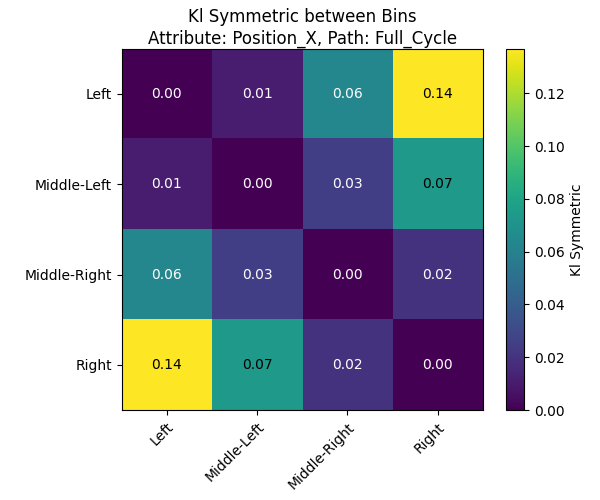 Kl Symmetric between Bins
Attribute: Position_X, Path: Full_Cycle
Left
0.00 0.01 0.06 0.14
Middle-Left
0.01 0.00 0.03 0.07
Middle-Right
0.06 0.03 0.00 0.02
Right
0.14 0.07 0.02 0.00
Left
Middle-Left
Middle-Right
Right
0.12
0.10
0.08
0.06
0.04
0.02
0.00
Kl Symmetric